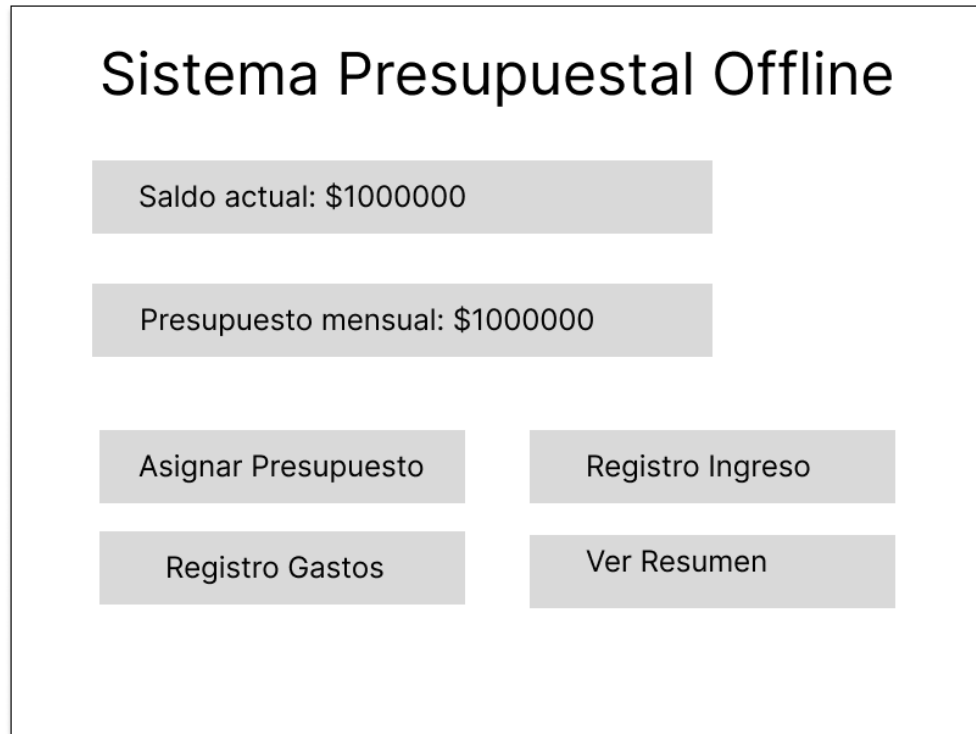 Sistema Presupuestal Offline
Saldo actual: $1000000
Presupuesto mensual: $1000000
Asignar Presupuesto
Registro Ingreso
Registro Gastos
Ver Resumen